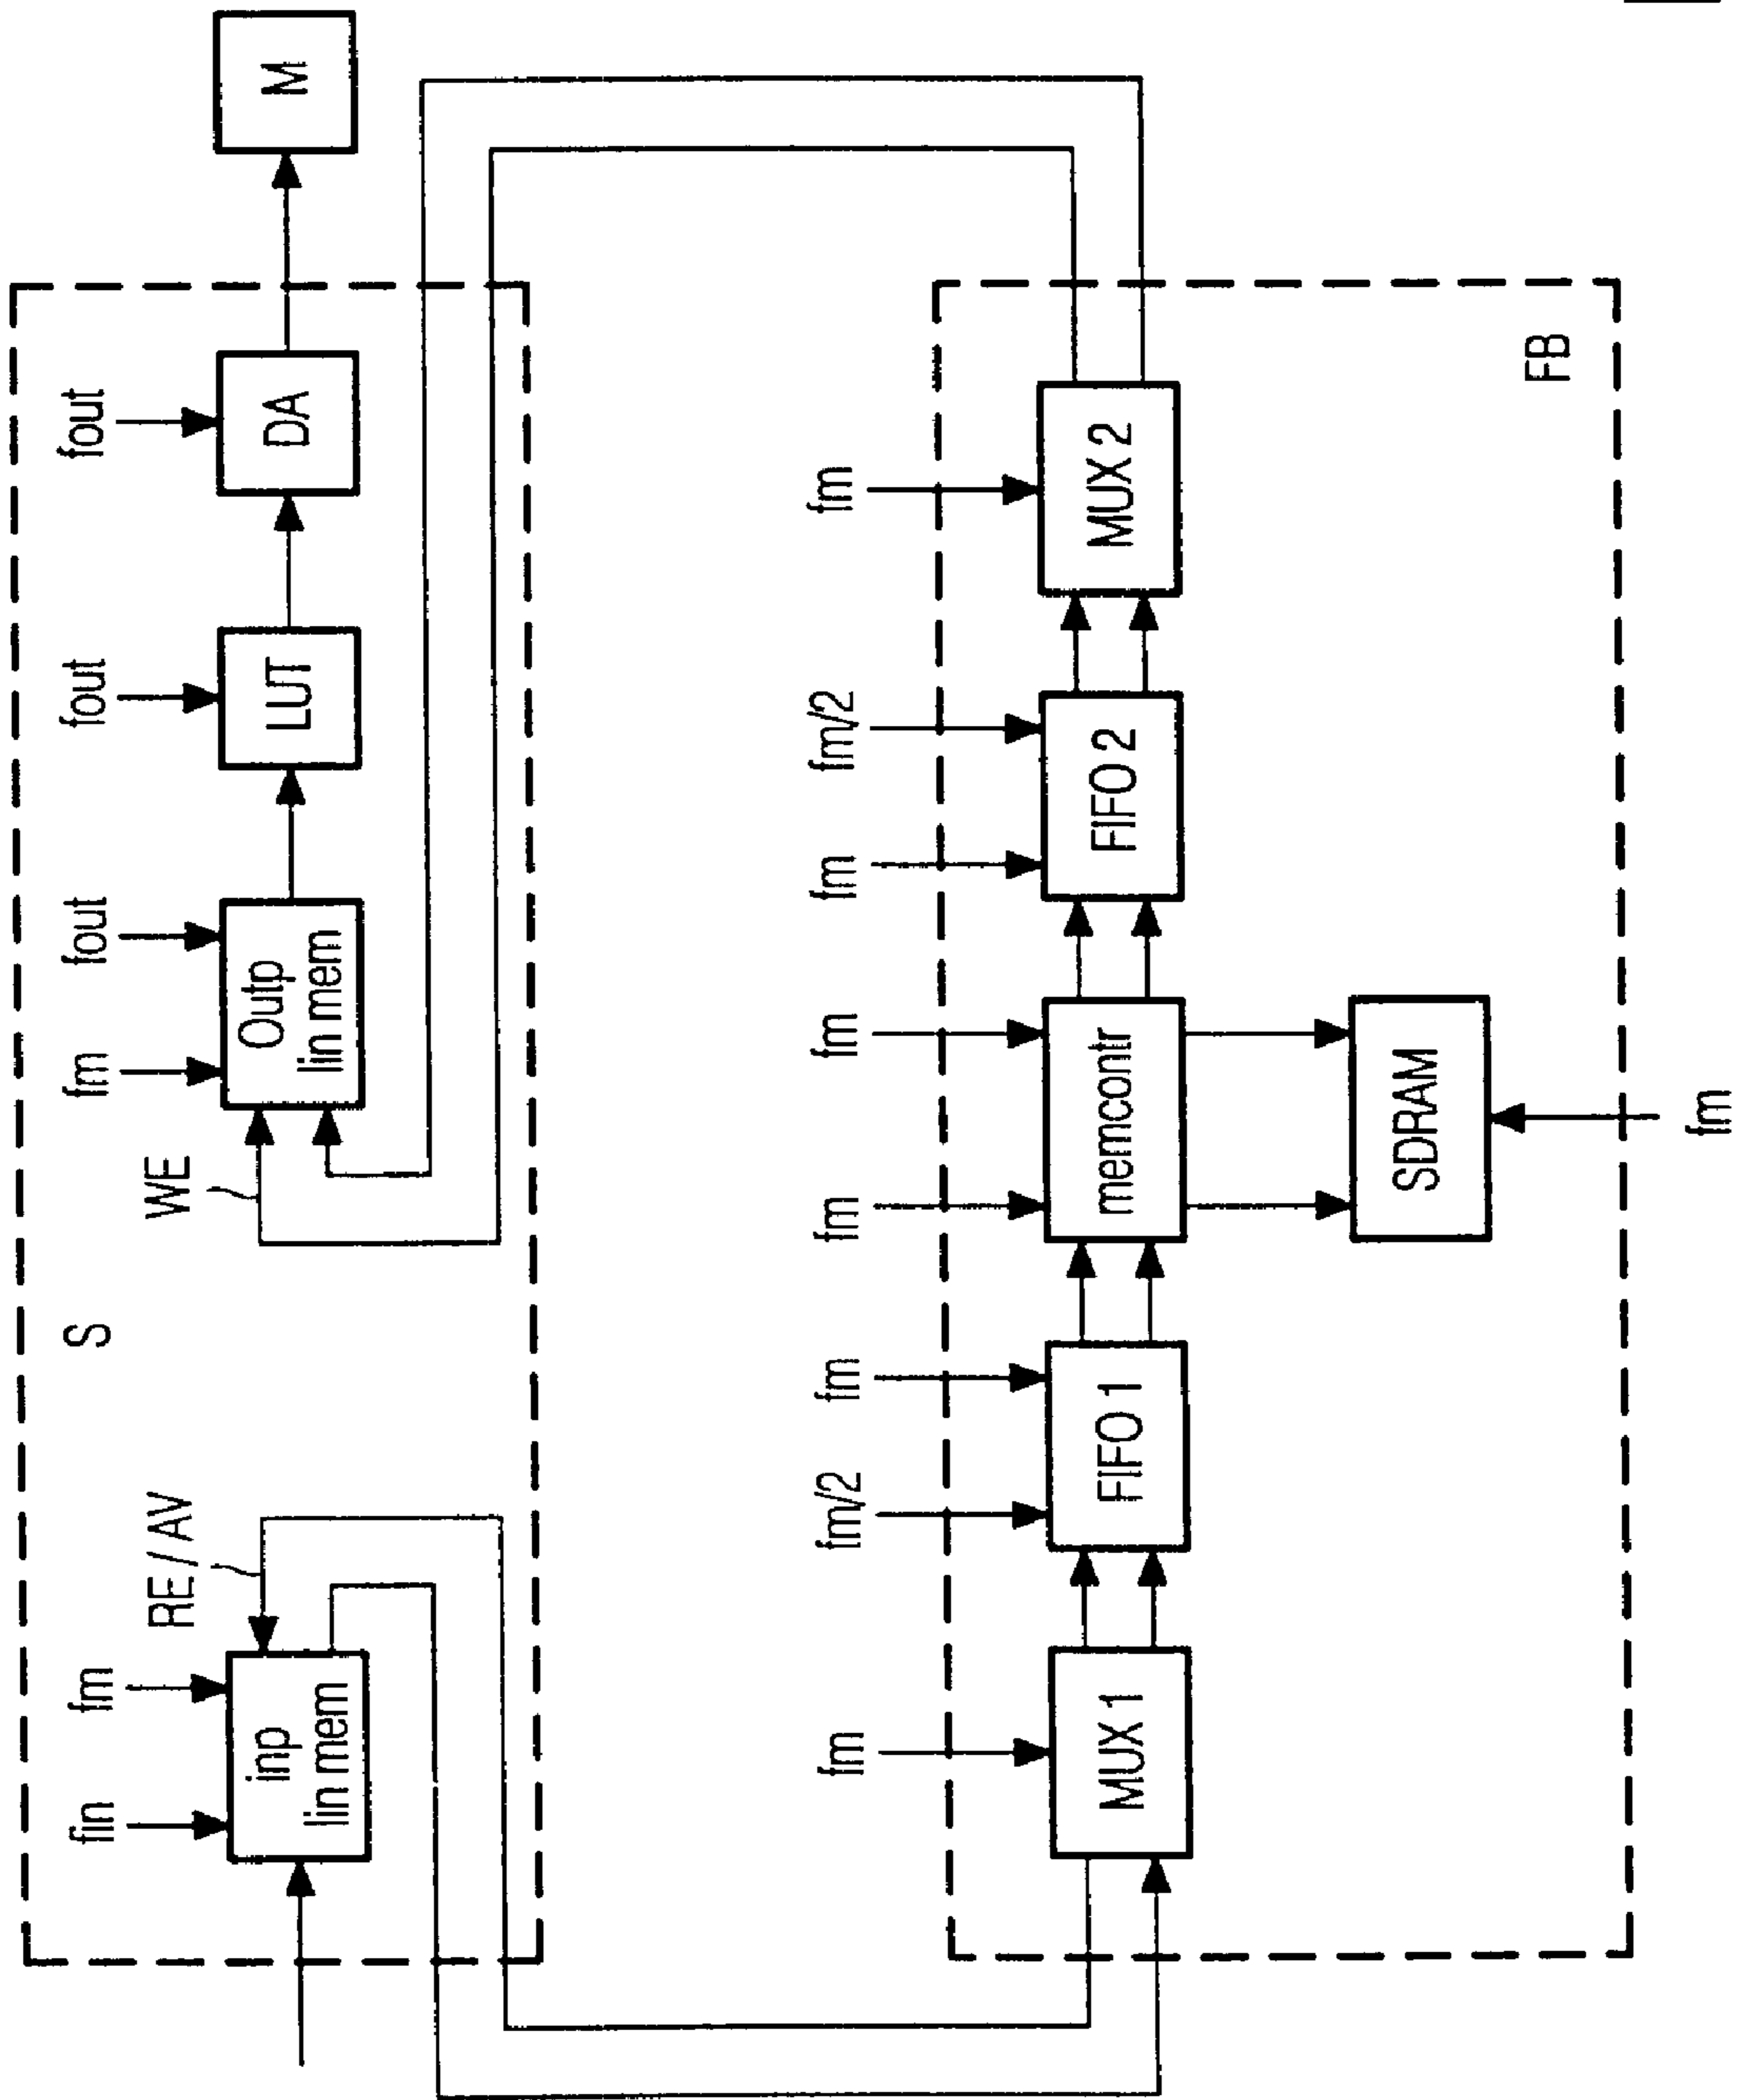 S
fin
fm
inp
lin mem
RE / AV
WE
fm
fout
Outp
lin mem
fout
LUT
fout
DA
M
fm
MUX 1
fm/2
fm
FIFO 1
fm
fm
memcontr
fm
fm/2
FIFO 2
fm
MUX 2
SDRAM
fm
FB